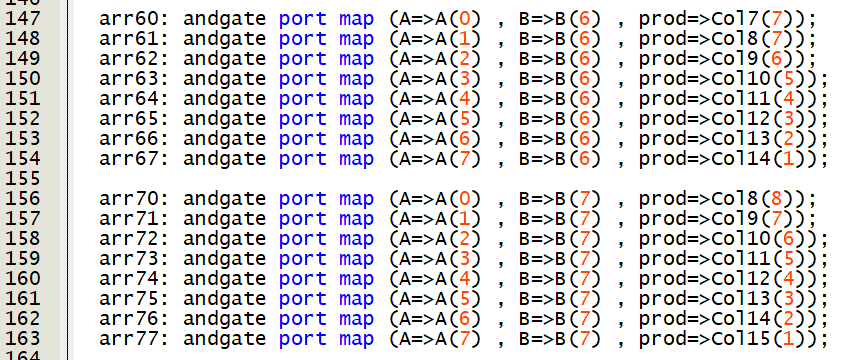 147 arr60: andgate port map (A=>A(0) , B=>B(6) , prod=>Col7(7));
148 arr61: andgate port map (A=>A(1) , B=>B(6) , prod=>Col8(7));
149 arr62: andgate port map (A=>A(2) , B=>B(6) , prod=>Col9(6));
150 arr63: andgate port map (A=>A(3) , B=>B(6) , prod=>Col10(5));
151 arr64: andgate port map (A=>A(4) , B=>B(6) , prod=>Col11(4));
152 arr65: andgate port map (A=>A(5) , B=>B(6) , prod=>Col12(3));
153 arr66: andgate port map (A=>A(6) , B=>B(6) , prod=>Col13(2));
154 arr67: andgate port map (A=>A(7) , B=>B(6) , prod=>Col14(1));
155
156 arr70: andgate port map (A=>A(0) , B=>B(7) , prod=>Col8(8));
157 arr71: andgate port map (A=>A(1) , B=>B(7) , prod=>Col9(7));
158 arr72: andgate port map (A=>A(2) , B=>B(7) , prod=>Col10(6));
159 arr73: andgate port map (A=>A(3) , B=>B(7) , prod=>Col11(5));
160 arr74: andgate port map (A=>A(4) , B=>B(7) , prod=>Col12(4));
161 arr75: andgate port map (A=>A(5) , B=>B(7) , prod=>Col13(3));
162 arr76: andgate port map (A=>A(6) , B=>B(7) , prod=>Col14(2));
163 arr77: andgate port map (A=>A(7) , B=>B(7) , prod=>Col15(1));